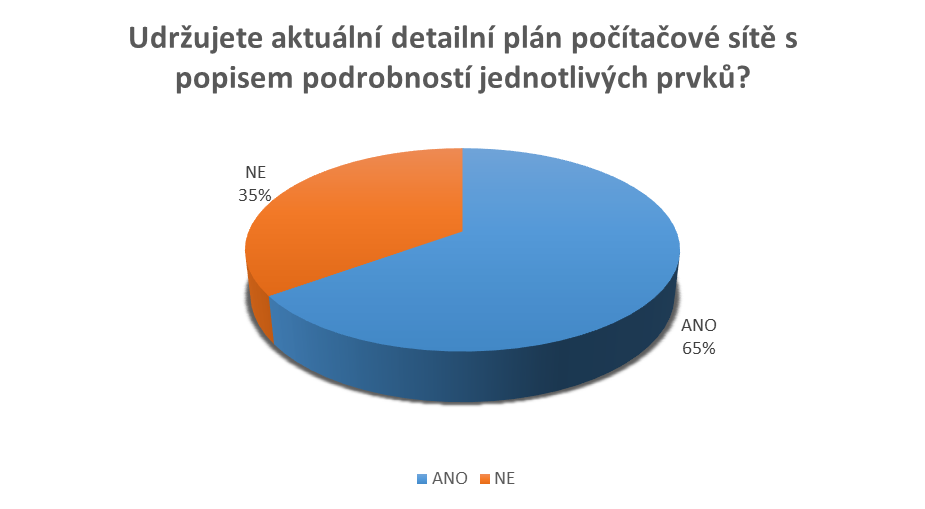 Udržujete aktuální detailní plán počítačové sítě s
popisem podrobností jednotlivých prvků?
NE
35%
ANO
65%
ANO NE